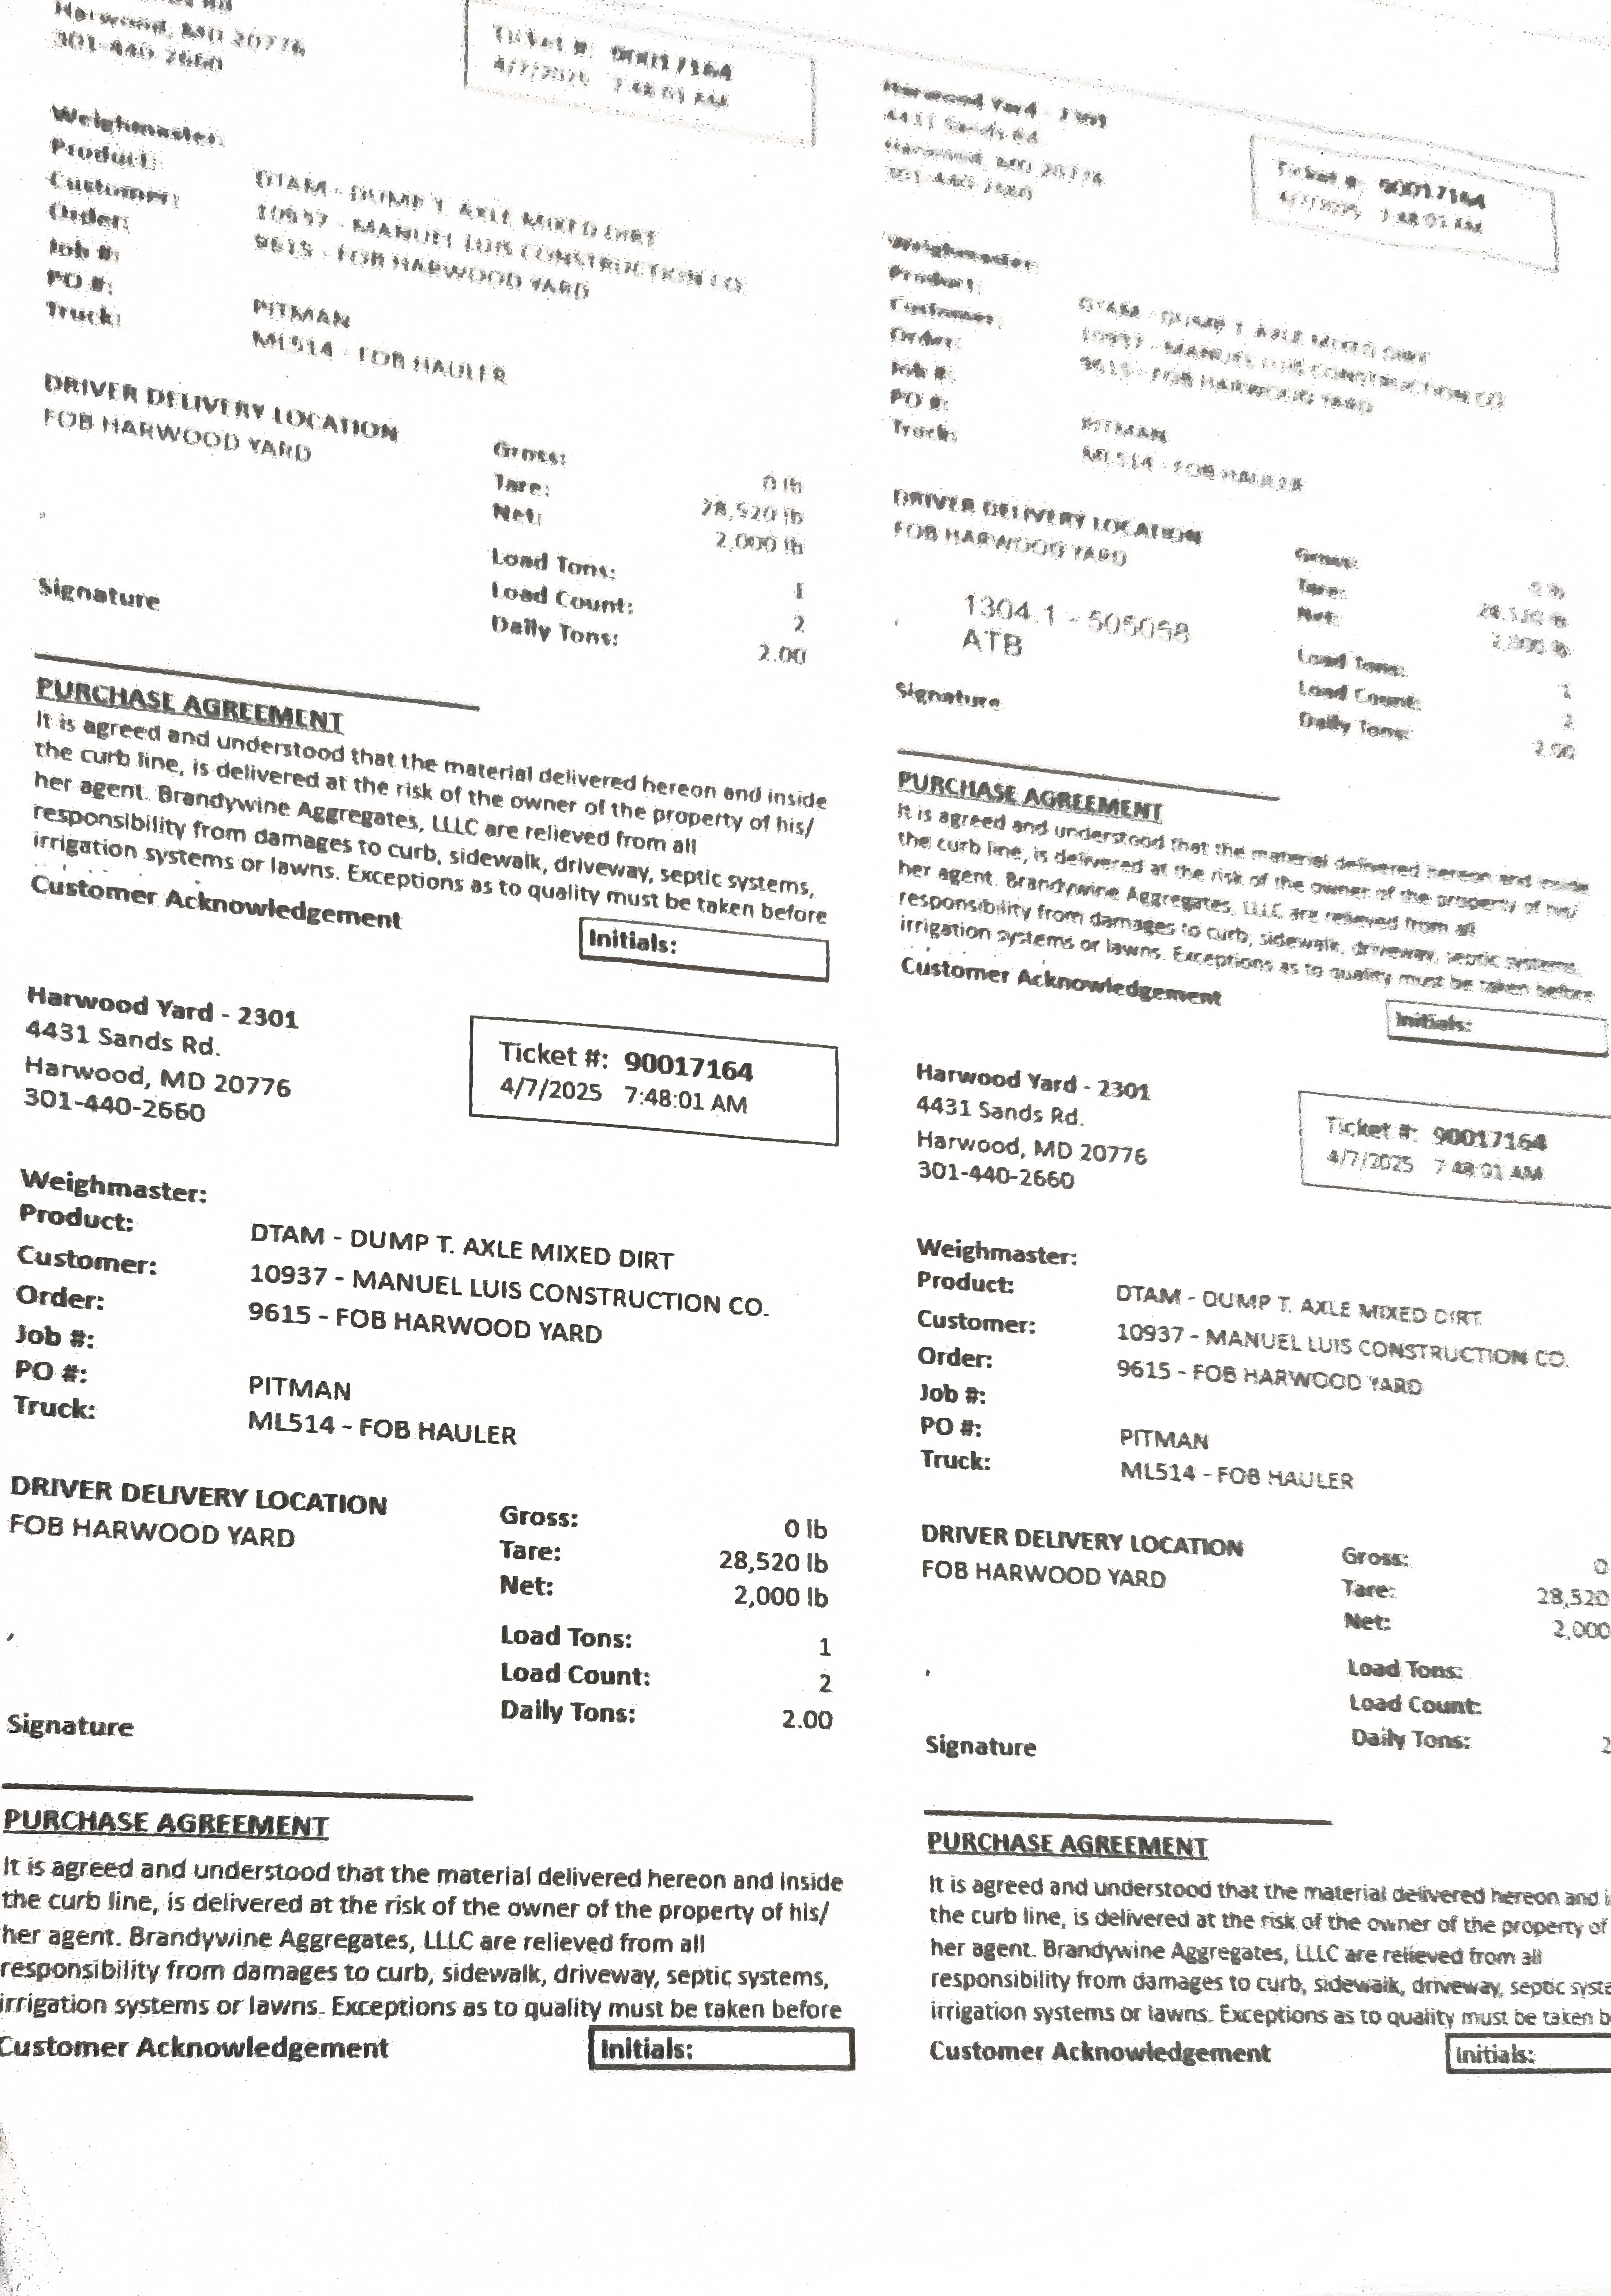 Harwood, MD 20776
301-440-2660
Ticket #: 90017164
4/7/2025 7:48:01 AM
Weighmaster:
Product:
DTAM - DUMP T. AXLE MIXED DIRT
Customer:
10937 - MANUEL LUIS CONSTRUCTION CO.
Order:
9615 - FOB HARWOOD YARD
Job #:
PO #:
PITMAN
Truck:
ML514 - FOB HAULER
DRIVER DELIVERY LOCATION
FOB HARWOOD YARD
Gross:
0 lb
Tare:
28,520 lb
Net:
2,000 lb
Load Tons:
1
Load Count:
2
Daily Tons:
2.00
Signature
PURCHASE AGREEMENT
It is agreed and understood that the material delivered hereon and inside
the curb line, is delivered at the risk of the owner of the property of his/
her agent. Brandywine Aggregates, LLLC are relieved from all
responsibility from damages to curb, sidewalk, driveway, septic systems,
irrigation systems or lawns. Exceptions as to quality must be taken before
Customer Acknowledgement
Initials:
Harwood Yard - 2301
4431 Sands Rd.
Harwood, MD 20776
301-440-2660
Ticket #: 90017164
4/7/2025 7:48:01 AM
Weighmaster:
Product:
DTAM - DUMP T. AXLE MIXED DIRT
Customer:
10937 - MANUEL LUIS CONSTRUCTION CO.
Order:
9615 - FOB HARWOOD YARD
Job #:
PO #:
PITMAN
Truck:
ML514 - FOB HAULER
DRIVER DELIVERY LOCATION
FOB HARWOOD YARD
1304.1 - 505058
ATB
Gross:
0 lb
Tare:
28,520 lb
Net:
2,000 lb
Load Tons:
1
Load Count:
2
Daily Tons:
2.00
Signature
PURCHASE AGREEMENT
It is agreed and understood that the material delivered hereon and inside
the curb line, is delivered at the risk of the owner of the property of his/
her agent. Brandywine Aggregates, LLLC are relieved from all
responsibility from damages to curb, sidewalk, driveway, septic systems,
irrigation systems or lawns. Exceptions as to quality must be taken before
Customer Acknowledgement
Initials:
Harwood Yard - 2301
4431 Sands Rd.
Harwood, MD 20776
301-440-2660
Ticket #: 90017164
4/7/2025 7:48:01 AM
Weighmaster:
Product:
DTAM - DUMP T. AXLE MIXED DIRT
Customer:
10937 - MANUEL LUIS CONSTRUCTION CO.
Order:
9615 - FOB HARWOOD YARD
Job #:
PO #:
PITMAN
Truck:
ML514 - FOB HAULER
DRIVER DELIVERY LOCATION
FOB HARWOOD YARD
Gross:
0 lb
Tare:
28,520 lb
Net:
2,000 lb
Load Tons:
1
Load Count:
2
Daily Tons:
2.00
Signature
PURCHASE AGREEMENT
It is agreed and understood that the material delivered hereon and inside
the curb line, is delivered at the risk of the owner of the property of his/
her agent. Brandywine Aggregates, LLLC are relieved from all
responsibility from damages to curb, sidewalk, driveway, septic systems,
irrigation systems or lawns. Exceptions as to quality must be taken before
Customer Acknowledgement
Initials:
Harwood Yard - 2301
4431 Sands Rd.
Harwood, MD 20776
301-440-2660
Ticket #: 90017164
4/7/2025 7:48:01 AM
Weighmaster:
Product:
DTAM - DUMP T. AXLE MIXED DIRT
Customer:
10937 - MANUEL LUIS CONSTRUCTION CO.
Order:
9615 - FOB HARWOOD YARD
Job #:
PO #:
PITMAN
Truck:
ML514 - FOB HAULER
DRIVER DELIVERY LOCATION
FOB HARWOOD YARD
Gross:
0
Tare:
28,520
Net:
2,000
Load Tons:
Load Count:
Daily Tons:
2
Signature
PURCHASE AGREEMENT
It is agreed and understood that the material delivered hereon and i
the curb line, is delivered at the risk of the owner of the property of
her agent. Brandywine Aggregates, LLLC are relieved from all
responsibility from damages to curb, sidewalk, driveway, septic syste
irrigation systems or lawns. Exceptions as to quality must be taken b
Customer Acknowledgement
Initials: